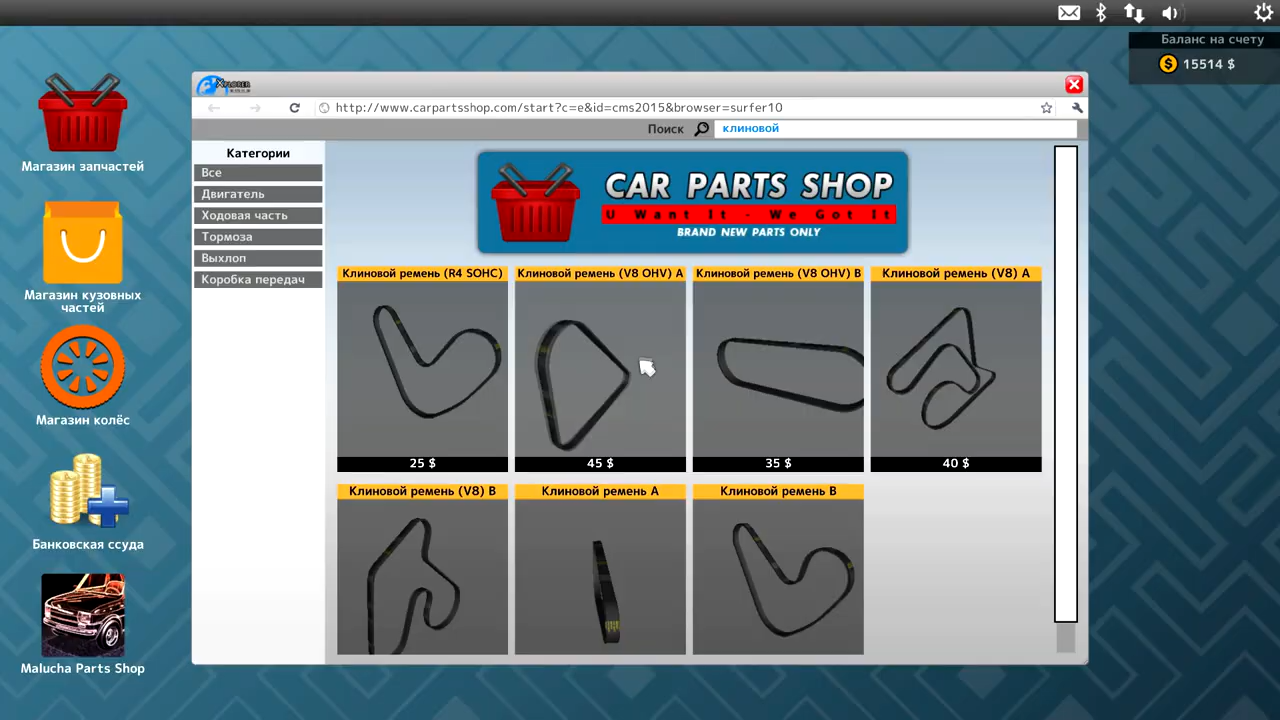 Баланс на счету
15514 $
XPLORER
http://www.carpartsshop.com/start?c=e&id=cms2015&browser=surfer10
Поиск
клиновой
Категории
Все
Двигатель
Ходовая часть
Тормоза
Выхлоп
Коробка передач
CAR PARTS SHOP
U Want It - We Got It
BRAND NEW PARTS ONLY
Клиновой ремень (R4 SOHC)
Клиновой ремень (V8 OHV) A
Клиновой ремень (V8 OHV) B
Клиновой ремень (V8) A
25 $
45 $
35 $
40 $
Клиновой ремень (V8) B
Клиновой ремень A
Клиновой ремень B
Магазин запчастей
Магазин кузовных
частей
Магазин колёс
Банковская ссуда
Malucha Parts Shop